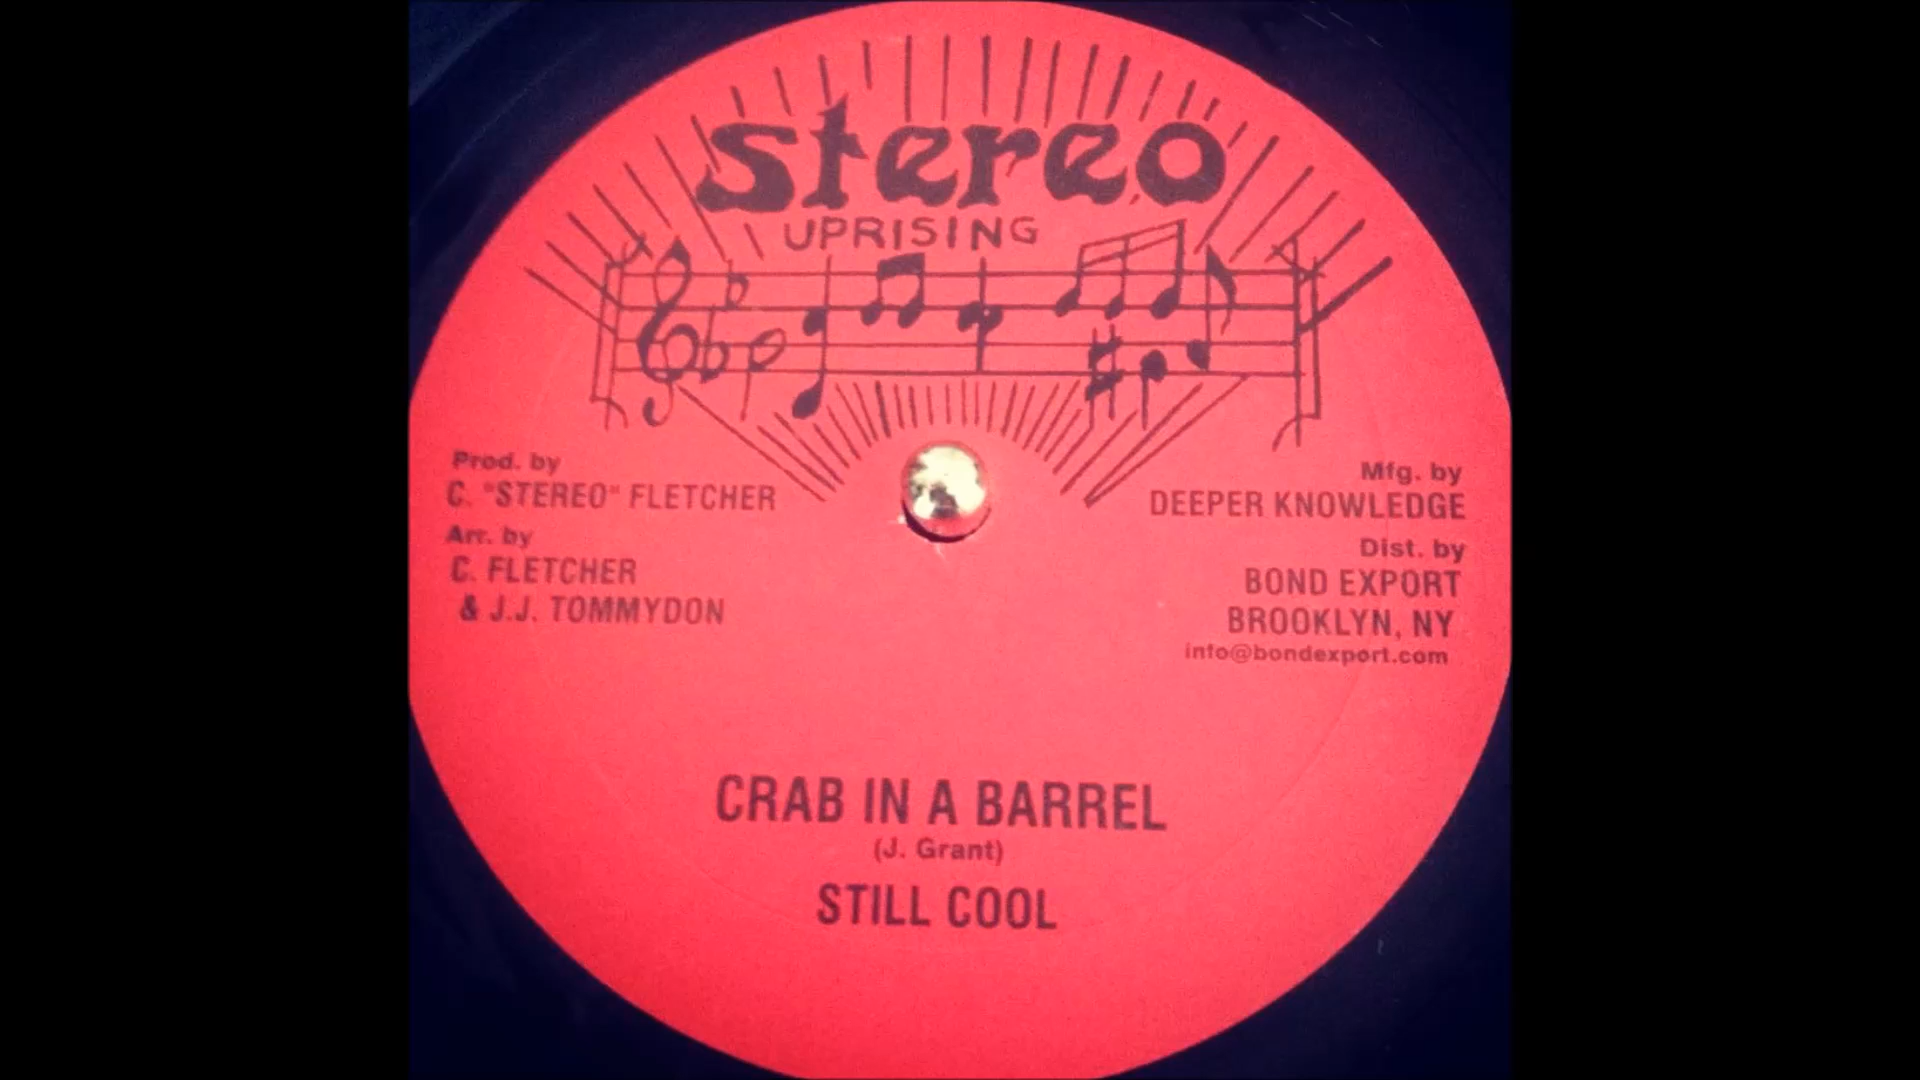 stereo
UPRISING
Prod. by
C. "STEREO" FLETCHER
Arr. by
C. FLETCHER
& J.J. TOMMYDON
Mfg. by
DEEPER KNOWLEDGE
Dist. by
BOND EXPORT
BROOKLYN, NY
info@bondexport.com
CRAB IN A BARREL
(J. Grant)
STILL COOL